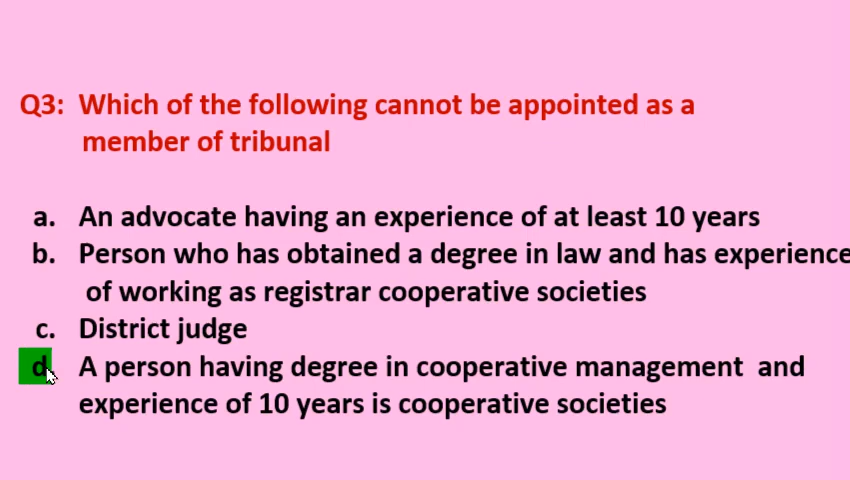 Q3: Which of the following cannot be appointed as a
member of tribunal
a. An advocate having an experience of at least 10 years
b. Person who has obtained a degree in law and has experience
of working as registrar cooperative societies
c. District judge
d. A person having degree in cooperative management and
experience of 10 years is cooperative societies